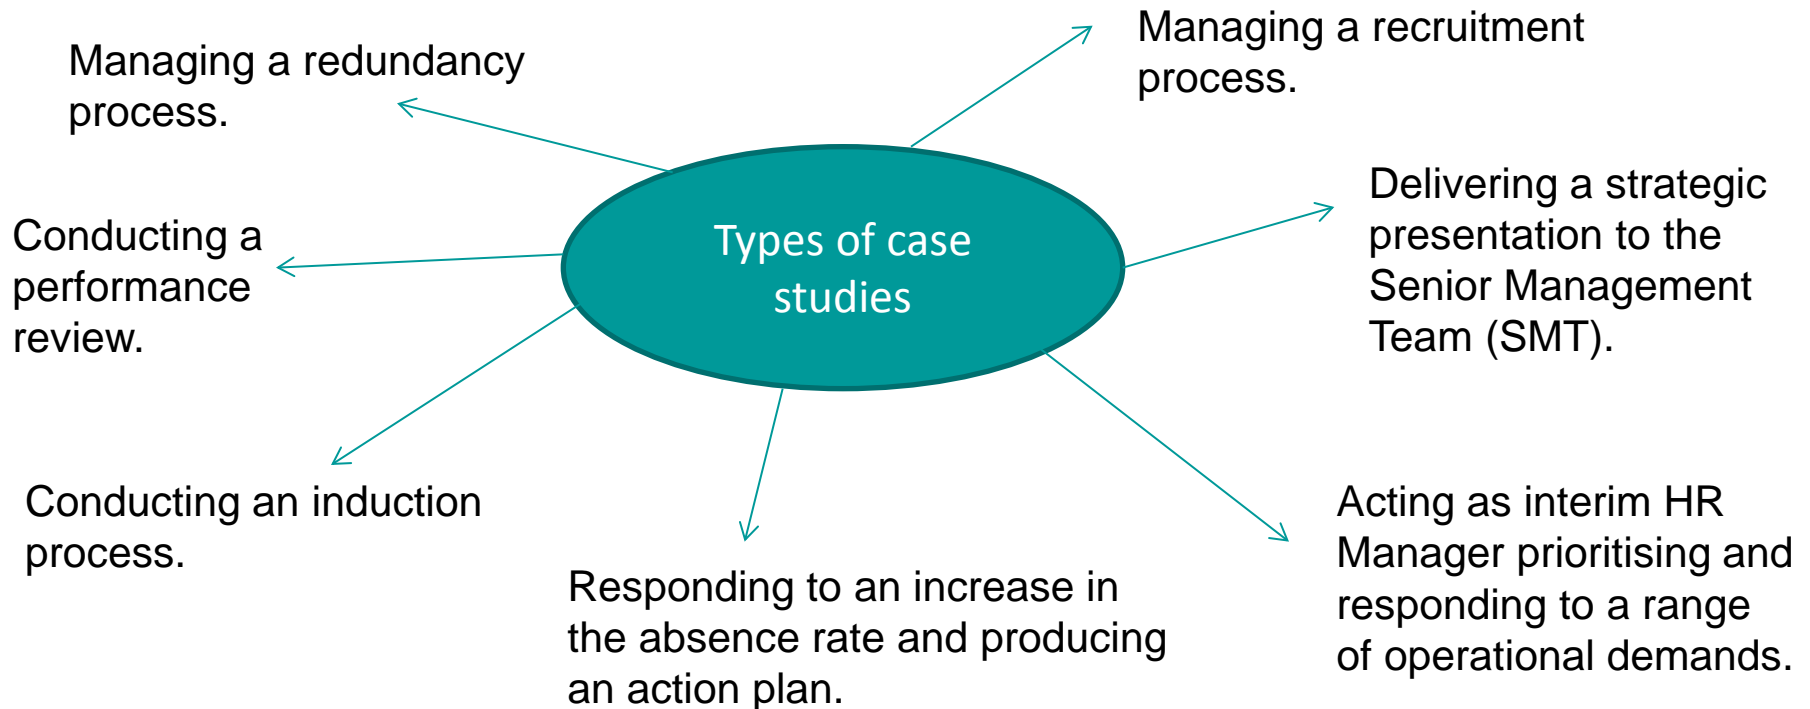 Managing a redundancy
process.
Managing a recruitment
process.
Types of case
studies
Delivering a strategic
presentation to the
Senior Management
Team (SMT).
Conducting a
performance
review.
Conducting an induction
process.
Responding to an increase in
the absence rate and producing
an action plan.
Acting as interim HR
Manager prioritising and
responding to a range
of operational demands.